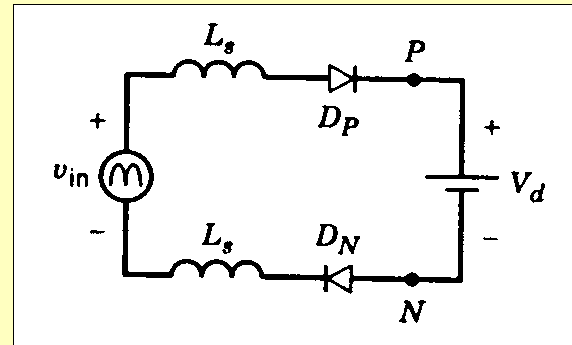 L_s P
D_P
+ +
v_in V_d
- -
L_s D_N
N